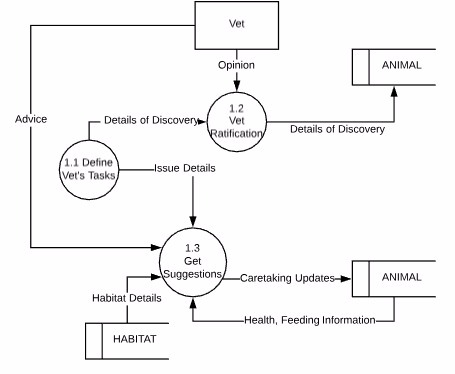 Vet
Opinion
ANIMAL
Advice
Details of Discovery
1.2
Vet
Ratification
Details of Discovery
1.1 Define
Vet's Tasks
Issue Details
1.3
Get
Suggestions
Caretaking Updates
ANIMAL
Habitat Details
Health, Feeding Information
HABITAT